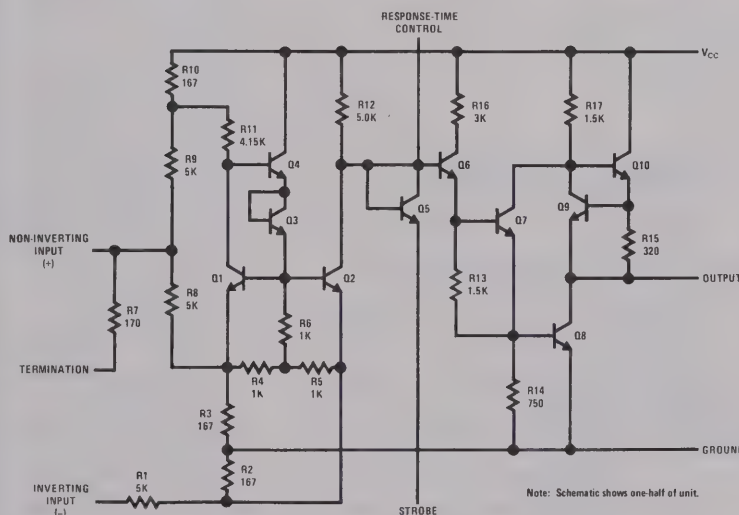 RESPONSE-TIME
CONTROL
VCC
R10
167
R11
4.15K
R12
5.0K
R16
3K
R17
1.5K
Q4
R9
5K
Q6
Q10
Q3
Q5
Q7
Q9
NON-INVERTING
INPUT
(+)
R15
320
Q1
Q2
R13
1.5K
R8
5K
OUTPUT
R7
170
R6
1K
Q8
TERMINATION
R4
1K
R5
1K
R14
750
R3
167
GROUND
R2
167
R1
5K
INVERTING
INPUT
(–)
STROBE
Note: Schematic shows one-half of unit.